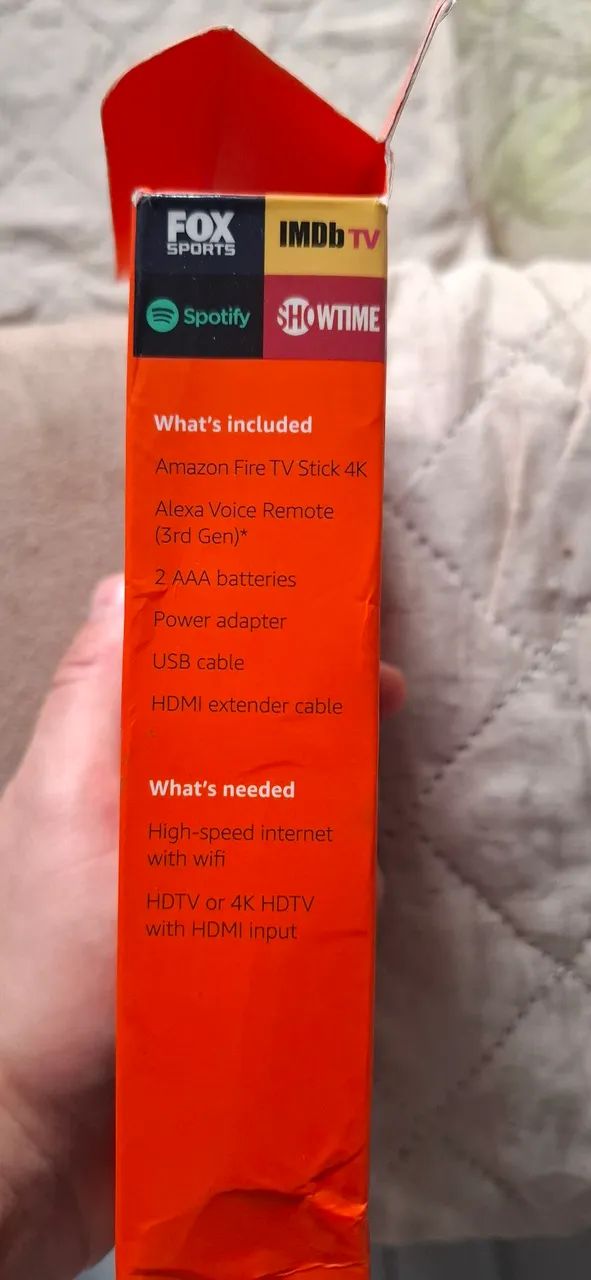 FOX
SPORTS
IMDb TV
Spotify
SHOWTIME
What's included
Amazon Fire TV Stick 4K
Alexa Voice Remote
(3rd Gen)*
2 AAA batteries
Power adapter
USB cable
HDMI extender cable
What's needed
High-speed internet
with wifi
HDTV or 4K HDTV
with HDMI input